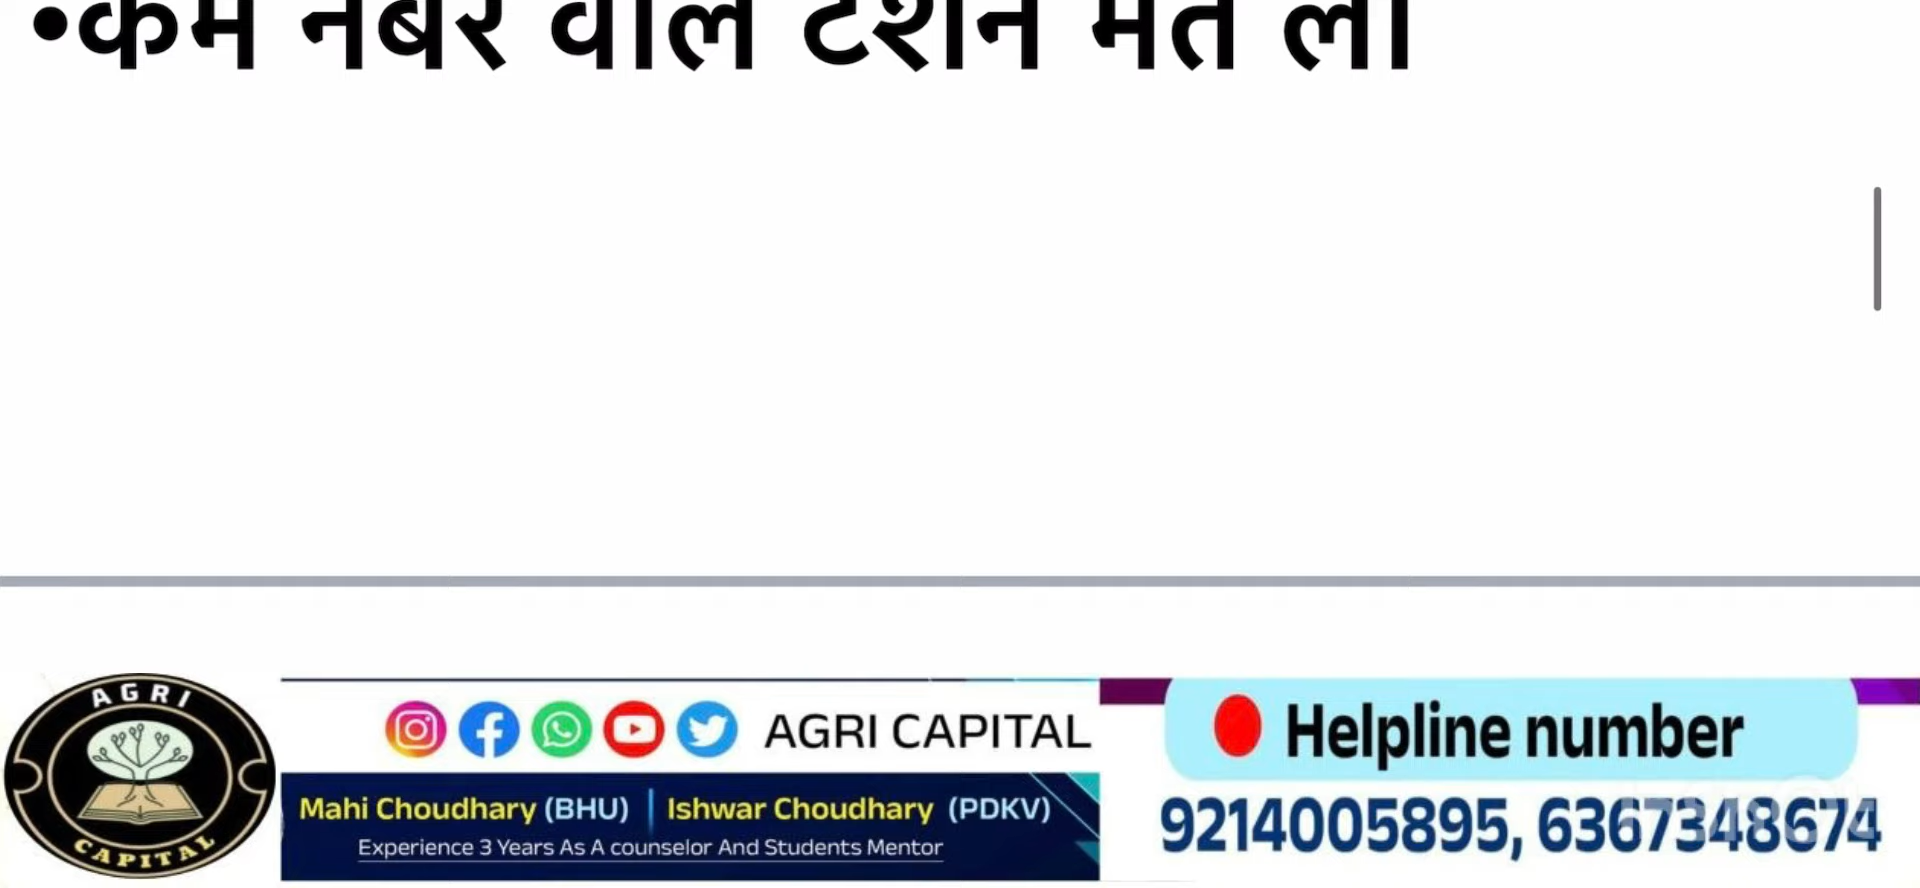 •कम नंबर वाले टेंशन मत लो
AGRI
CAPITAL
AGRI CAPITAL
Mahi Choudhary (BHU) | Ishwar Choudhary (PDKV)
Experience 3 Years As A counselor And Students Mentor
Helpline number
9214005895, 6367348674